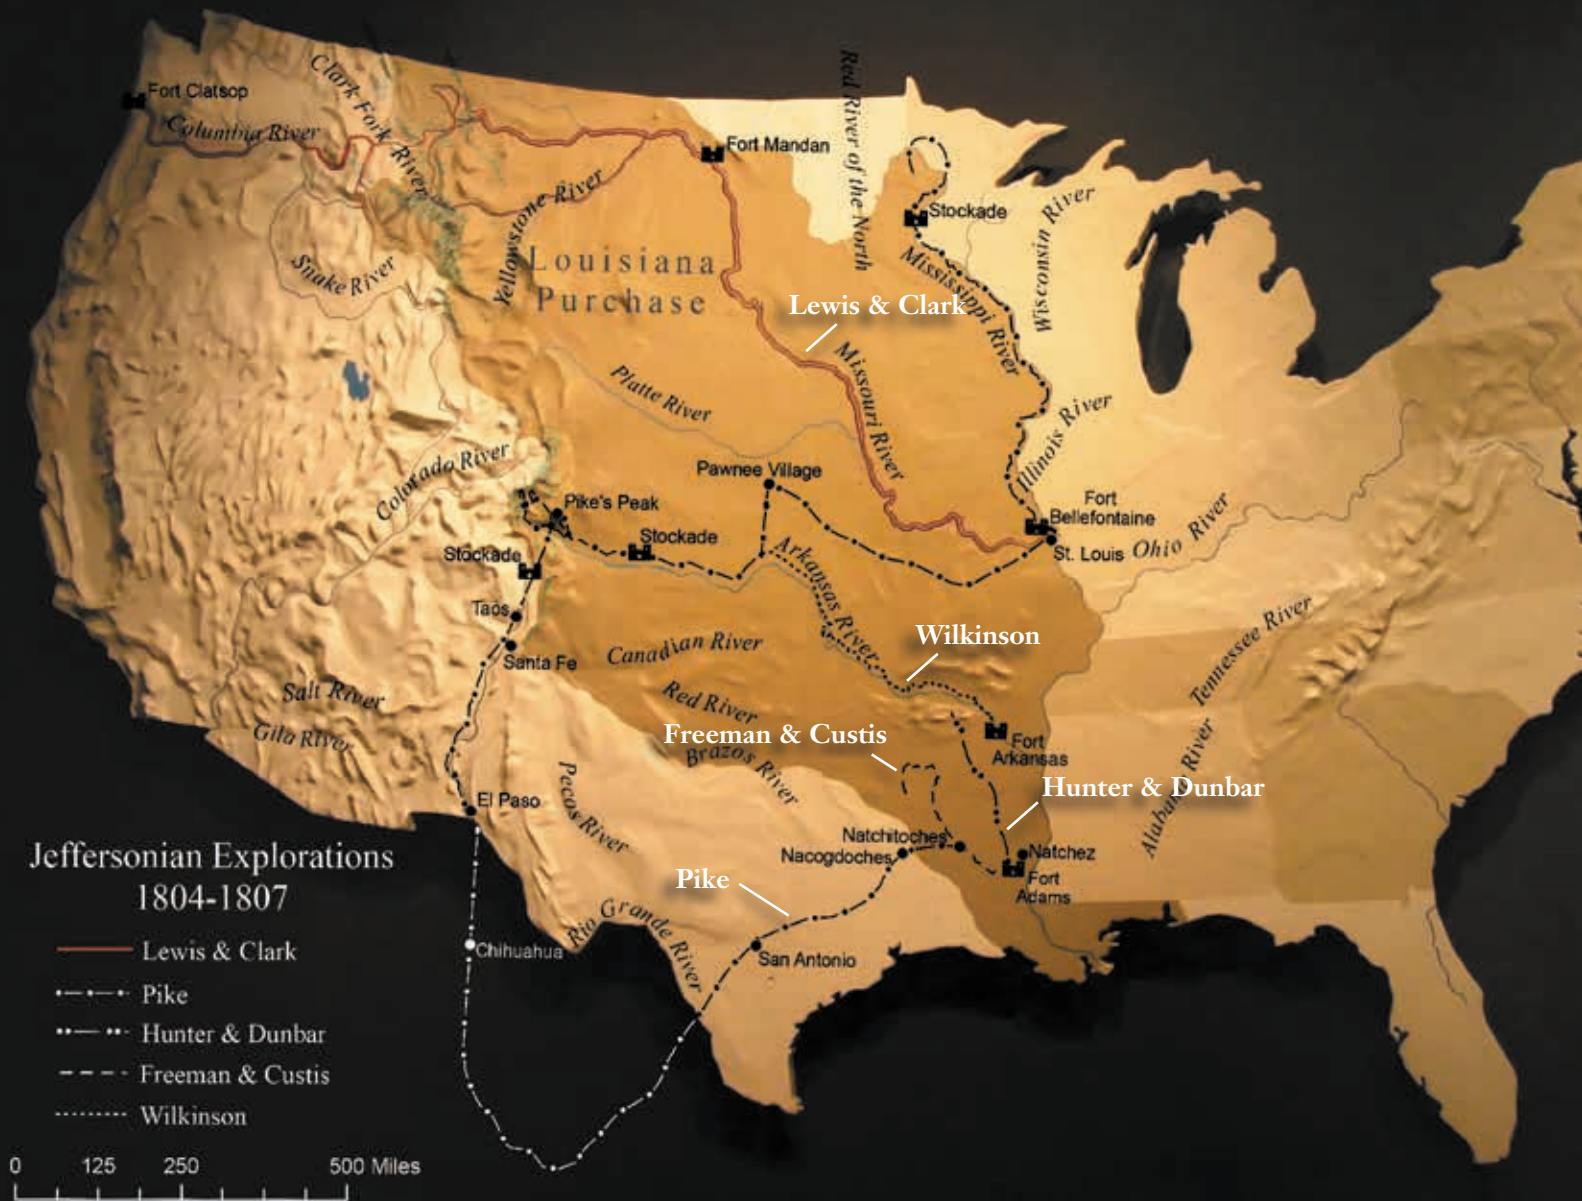 Fort Clatsop
Columbia River
Clark Fork River
Fort Mandan
Red River of the North
Stockade
Wisconsin River
Yellowstone River
Snake River
Louisiana
Purchase
Mississippi River
Lewis & Clark
Missouri River
Platte River
Illinois River
Colorado River
Pawnee Village
Pike's Peak
Stockade
Stockade
Fort
Bellefontaine
St. Louis
Ohio River
Arkansas River
Taos
Santa Fe
Canadian River
Wilkinson
Tennessee River
Salt River
Gila River
Red River
Freeman & Custis
Brazos River
Fort
Arkansas
Hunter & Dunbar
Alabama River
El Paso
Pecos River
Natchitoches
Nacogdoches
Natchez
Fort
Adams
Pike
Rio Grande River
Chihuahua
San Antonio
Jeffersonian Explorations
1804-1807
Lewis & Clark
Pike
Hunter & Dunbar
Freeman & Custis
Wilkinson
0 125 250 500 Miles